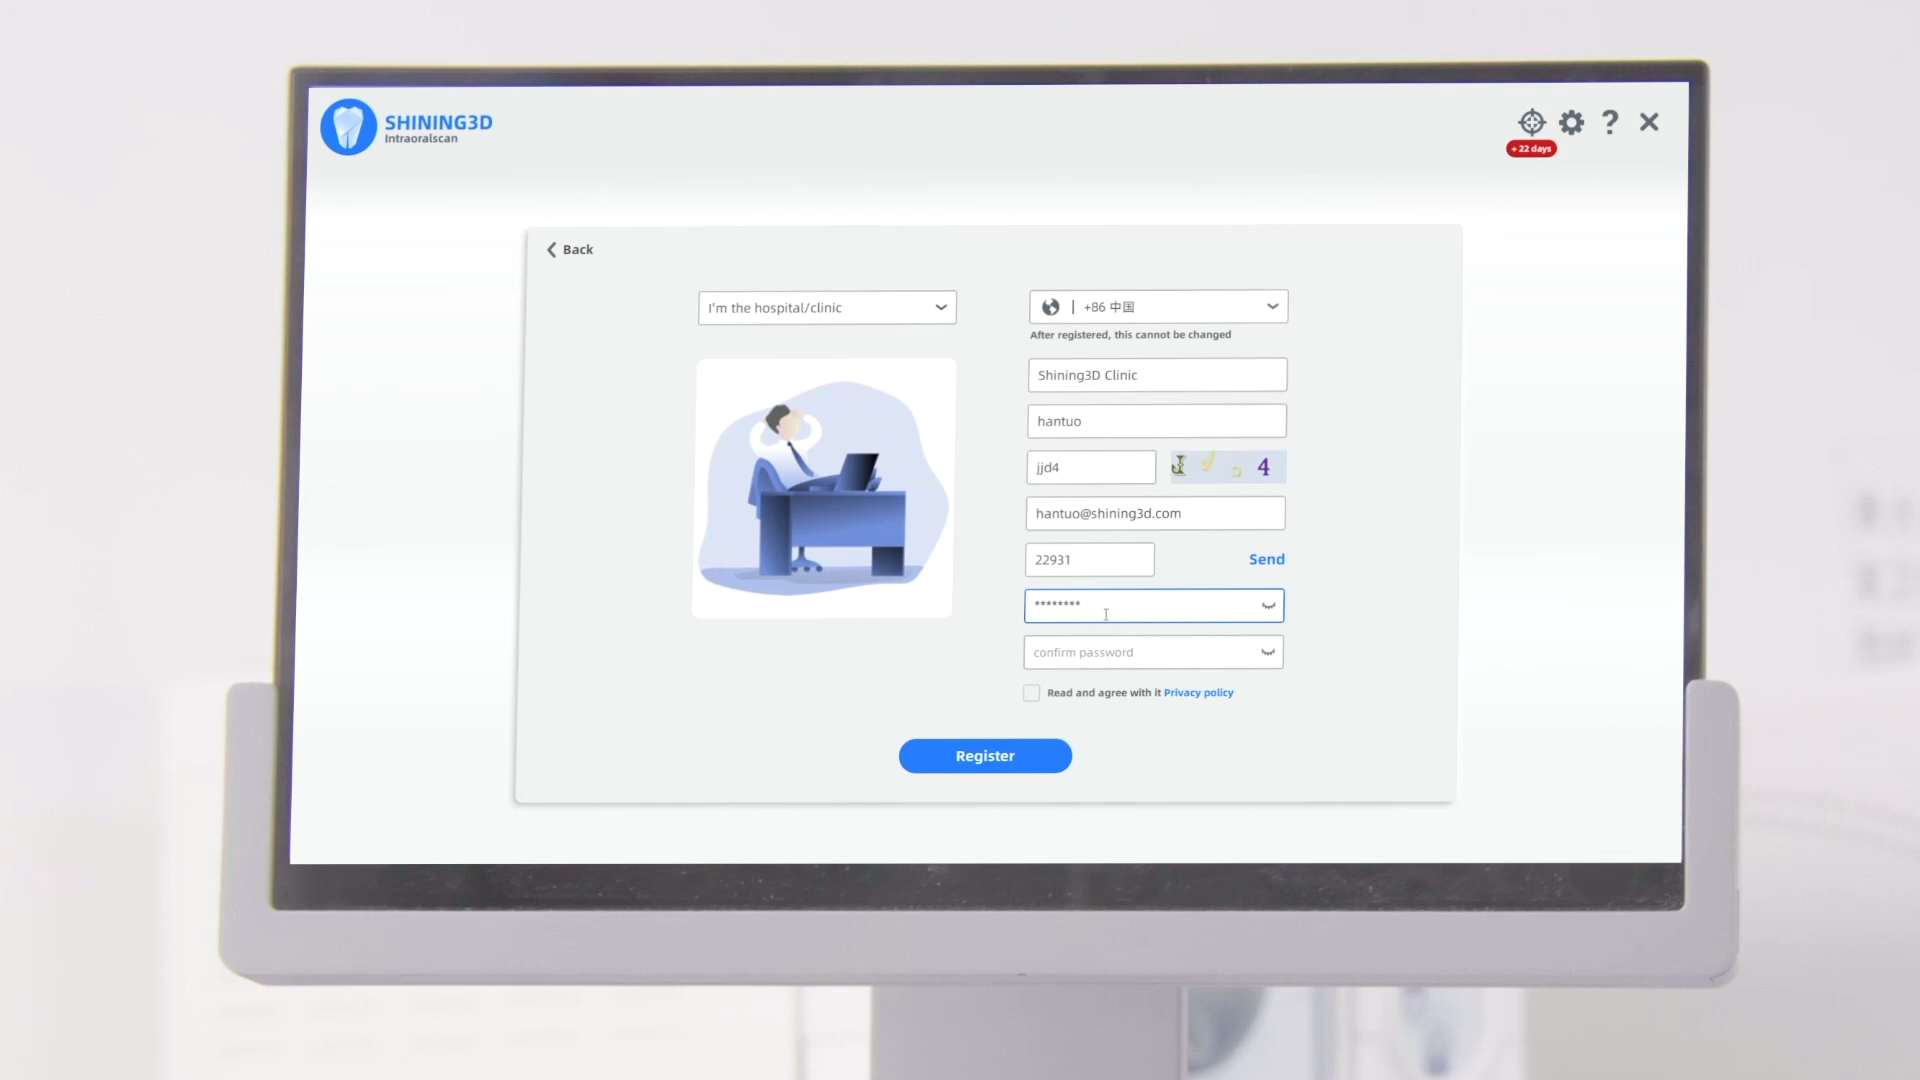 SHINING3D
Intraoralscan
+ 22 days
Back
I'm the hospital/clinic
+86 中国
After registered, this cannot be changed
Shining3D Clinic
hantuo
jjd4
4
hantuo@shining3d.com
22931
Send
********
confirm password
Read and agree with it Privacy policy
Register